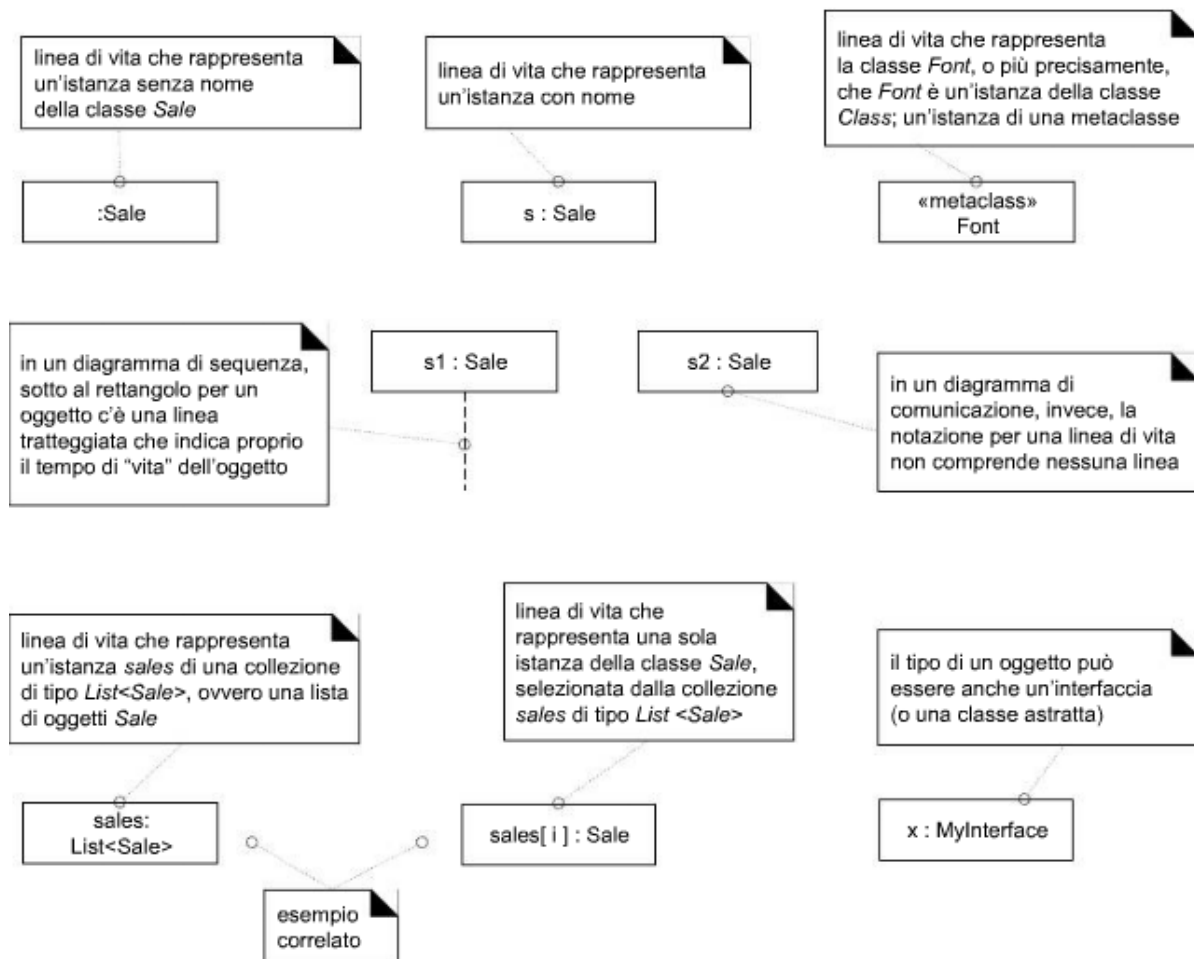 linea di vita che rappresenta
un'istanza senza nome
della classe Sale
linea di vita che rappresenta
un'istanza con nome
linea di vita che rappresenta
la classe Font, o più precisamente,
che Font è un'istanza della classe
Class; un'istanza di una metaclasse
:Sale
s : Sale
«metaclass»
Font
in un diagramma di sequenza,
sotto al rettangolo per un
oggetto c'è una linea
tratteggiata che indica proprio
il tempo di “vita” dell'oggetto
s1 : Sale
s2 : Sale
in un diagramma di
comunicazione, invece, la
notazione per una linea di vita
non comprende nessuna linea
linea di vita che rappresenta
un'istanza sales di una collezione
di tipo List<Sale>, ovvero una lista
di oggetti Sale
linea di vita che
rappresenta una sola
istanza della classe Sale,
selezionata dalla collezione
sales di tipo List <Sale>
il tipo di un oggetto può
essere anche un'interfaccia
(o una classe astratta)
sales:
List<Sale>
sales[ i ] : Sale
x : MyInterface
esempio
correlato